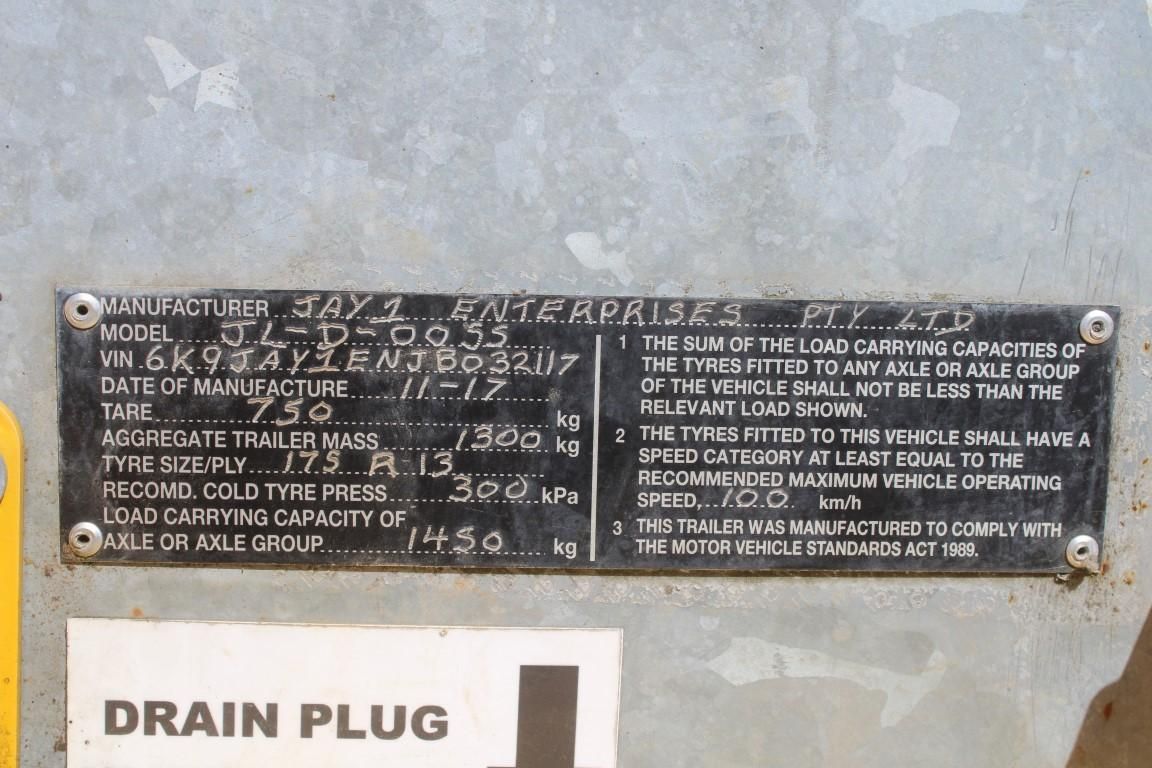 MANUFACTURER JAY1 ENTERPRISES PTY LTD
MODEL JL-D-00SS
VIN 6K9JAY1ENJB032117
DATE OF MANUFACTURE 11-17
TARE 750 kg
AGGREGATE TRAILER MASS 1300 kg
TYRE SIZE/PLY 175 R 13
RECOMD. COLD TYRE PRESS 300 kPa
LOAD CARRYING CAPACITY OF
AXLE OR AXLE GROUP 1450 kg
1 THE SUM OF THE LOAD CARRYING CAPACITIES OF
THE TYRES FITTED TO ANY AXLE OR AXLE GROUP
OF THE VEHICLE SHALL NOT BE LESS THAN THE
RELEVANT LOAD SHOWN.
2 THE TYRES FITTED TO THIS VEHICLE SHALL HAVE A
SPEED CATEGORY AT LEAST EQUAL TO THE
RECOMMENDED MAXIMUM VEHICLE OPERATING
SPEED, 100 km/h
3 THIS TRAILER WAS MANUFACTURED TO COMPLY WITH
THE MOTOR VEHICLE STANDARDS ACT 1989.
DRAIN PLUG